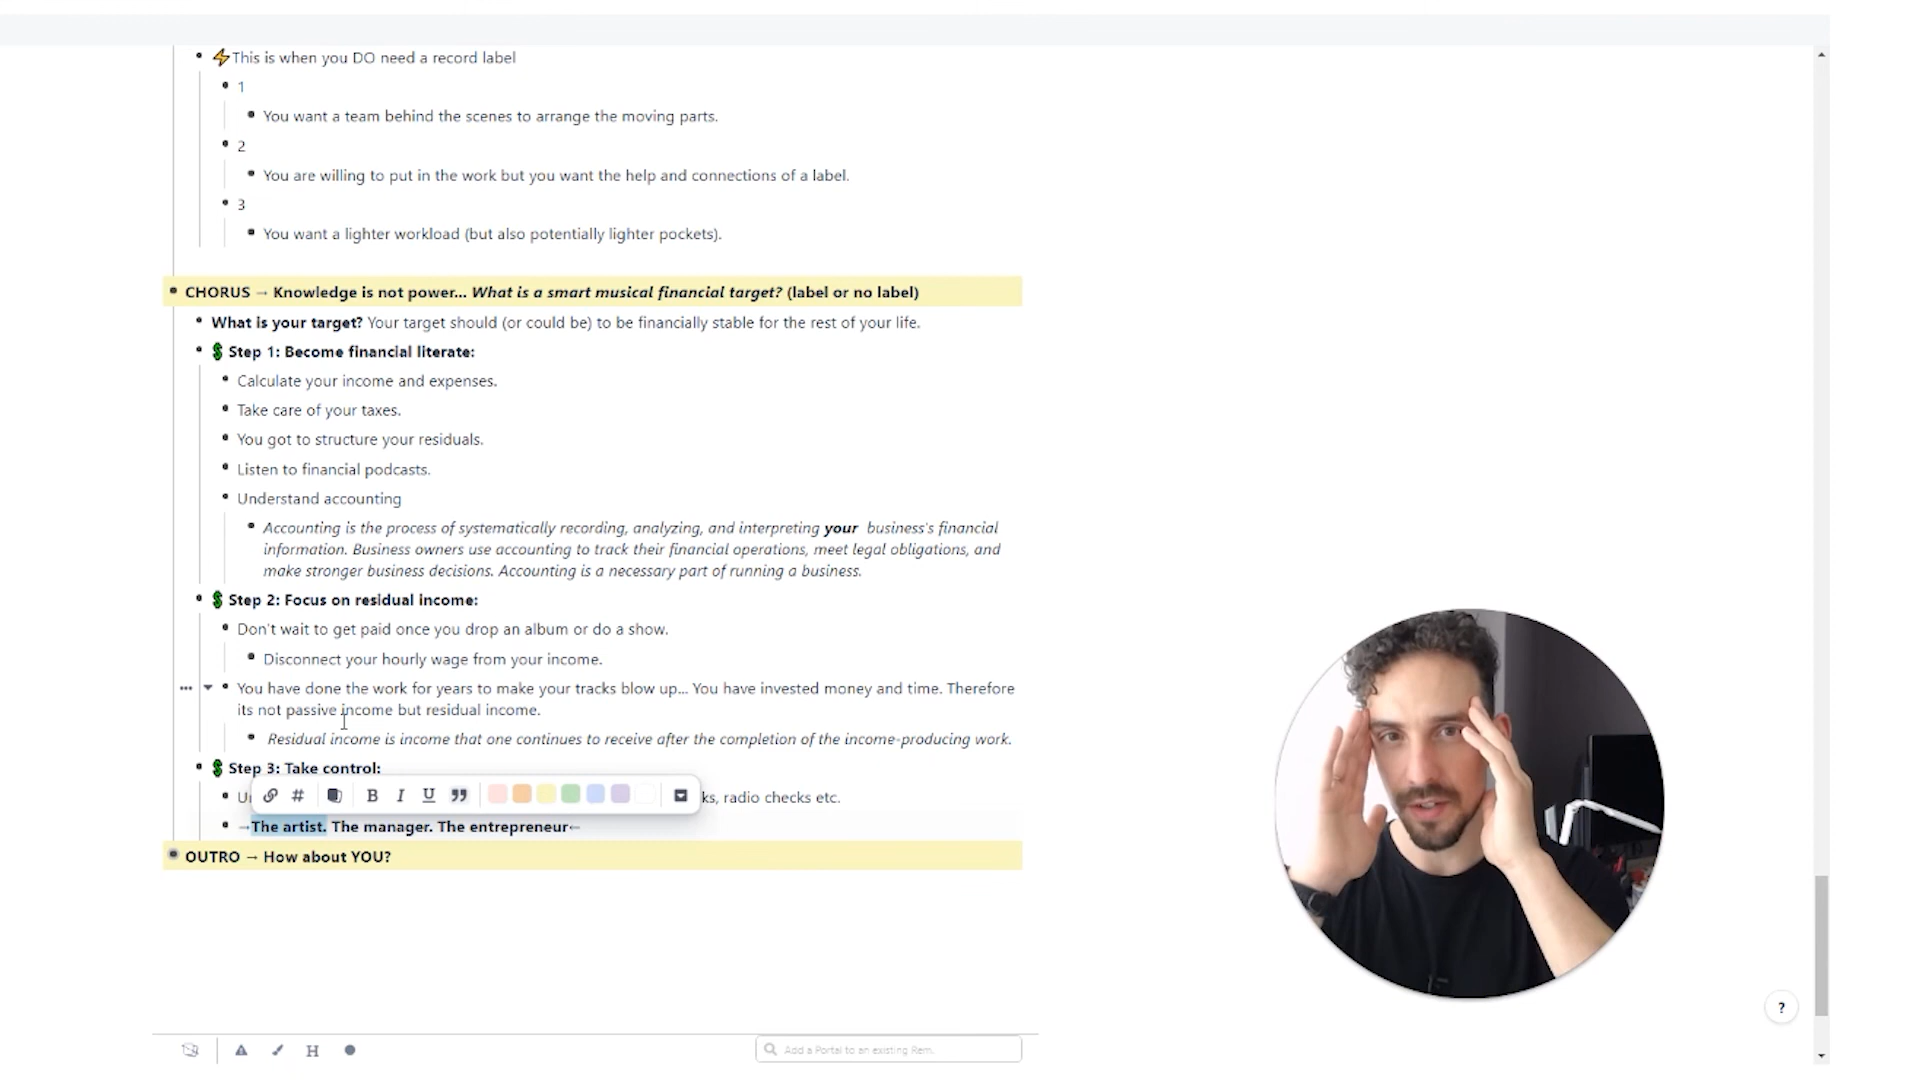 ⚡This is when you DO need a record label
1
You want a team behind the scenes to arrange the moving parts.
2
You are willing to put in the work but you want the help and connections of a label.
3
You want a lighter workload (but also potentially lighter pockets).
CHORUS → Knowledge is not power... What is a smart musical financial target? (label or no label)
What is your target? Your target should (or could be) to be financially stable for the rest of your life.
💲Step 1: Become financial literate:
Calculate your income and expenses.
Take care of your taxes.
You got to structure your residuals.
Listen to financial podcasts.
Understand accounting
Accounting is the process of systematically recording, analyzing, and interpreting your business's financial
information. Business owners use accounting to track their financial operations, meet legal obligations, and
make stronger business decisions. Accounting is a necessary part of running a business.
💲Step 2: Focus on residual income:
Don't wait to get paid once you drop an album or do a show.
Disconnect your hourly wage from your income.
You have done the work for years to make your tracks blow up... You have invested money and time. Therefore
its not passive income but residual income.
Residual income is income that one continues to receive after the completion of the income-producing work.
💲Step 3: Take control:
B I U
radio checks etc.
→The artist. The manager. The entrepreneur←
OUTRO → How about YOU?
?
H
Add a Portal to an existing Rem.